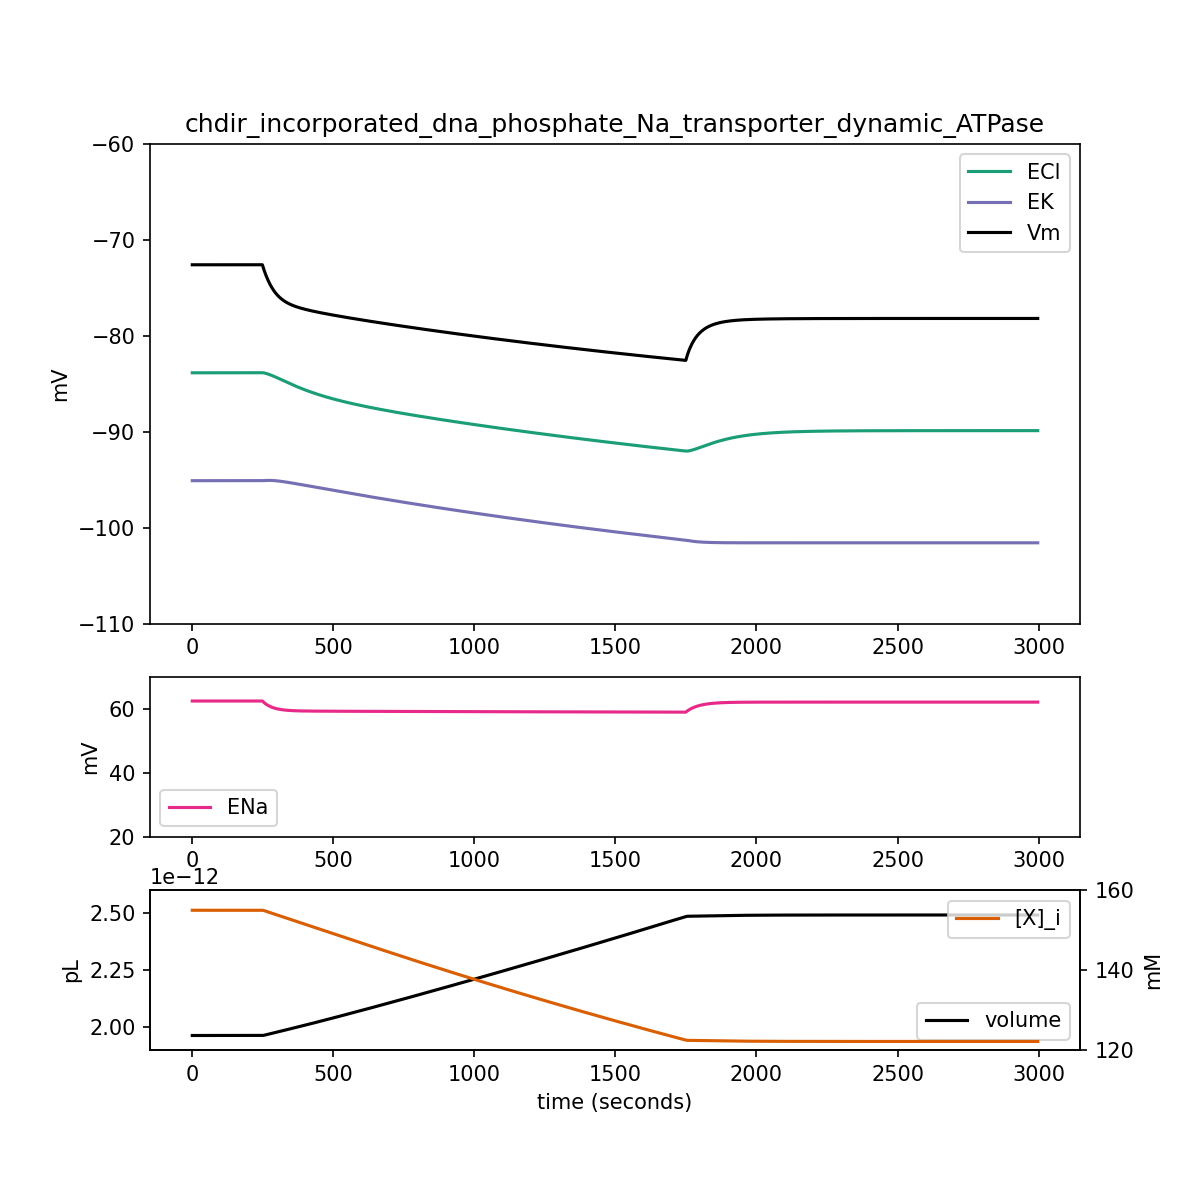 chdir_incorporated_dna_phosphate_Na_transporter_dynamic_ATPase
−60
−70
−80
−90
−100
−110
mV
ECl
EK
Vm
0 500 1000 1500 2000 2500 3000
60
40
20
mV
ENa
0 500 1000 1500 2000 2500 3000
1e−12
2.50
2.25
2.00
pL
[X]_i
volume
160
140
120
mM
0 500 1000 1500 2000 2500 3000
time (seconds)